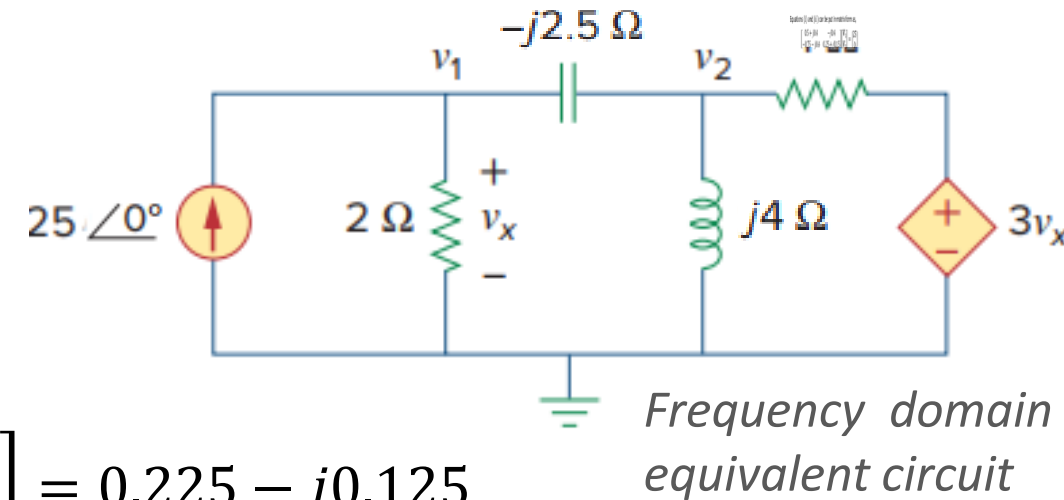 −j2.5 Ω
v₁
v₂
25 ∠0°
2 Ω
+
vₓ
−
j4 Ω
+
−
3vₓ
Frequency domain
equivalent circuit
] = 0.225 − j0.125